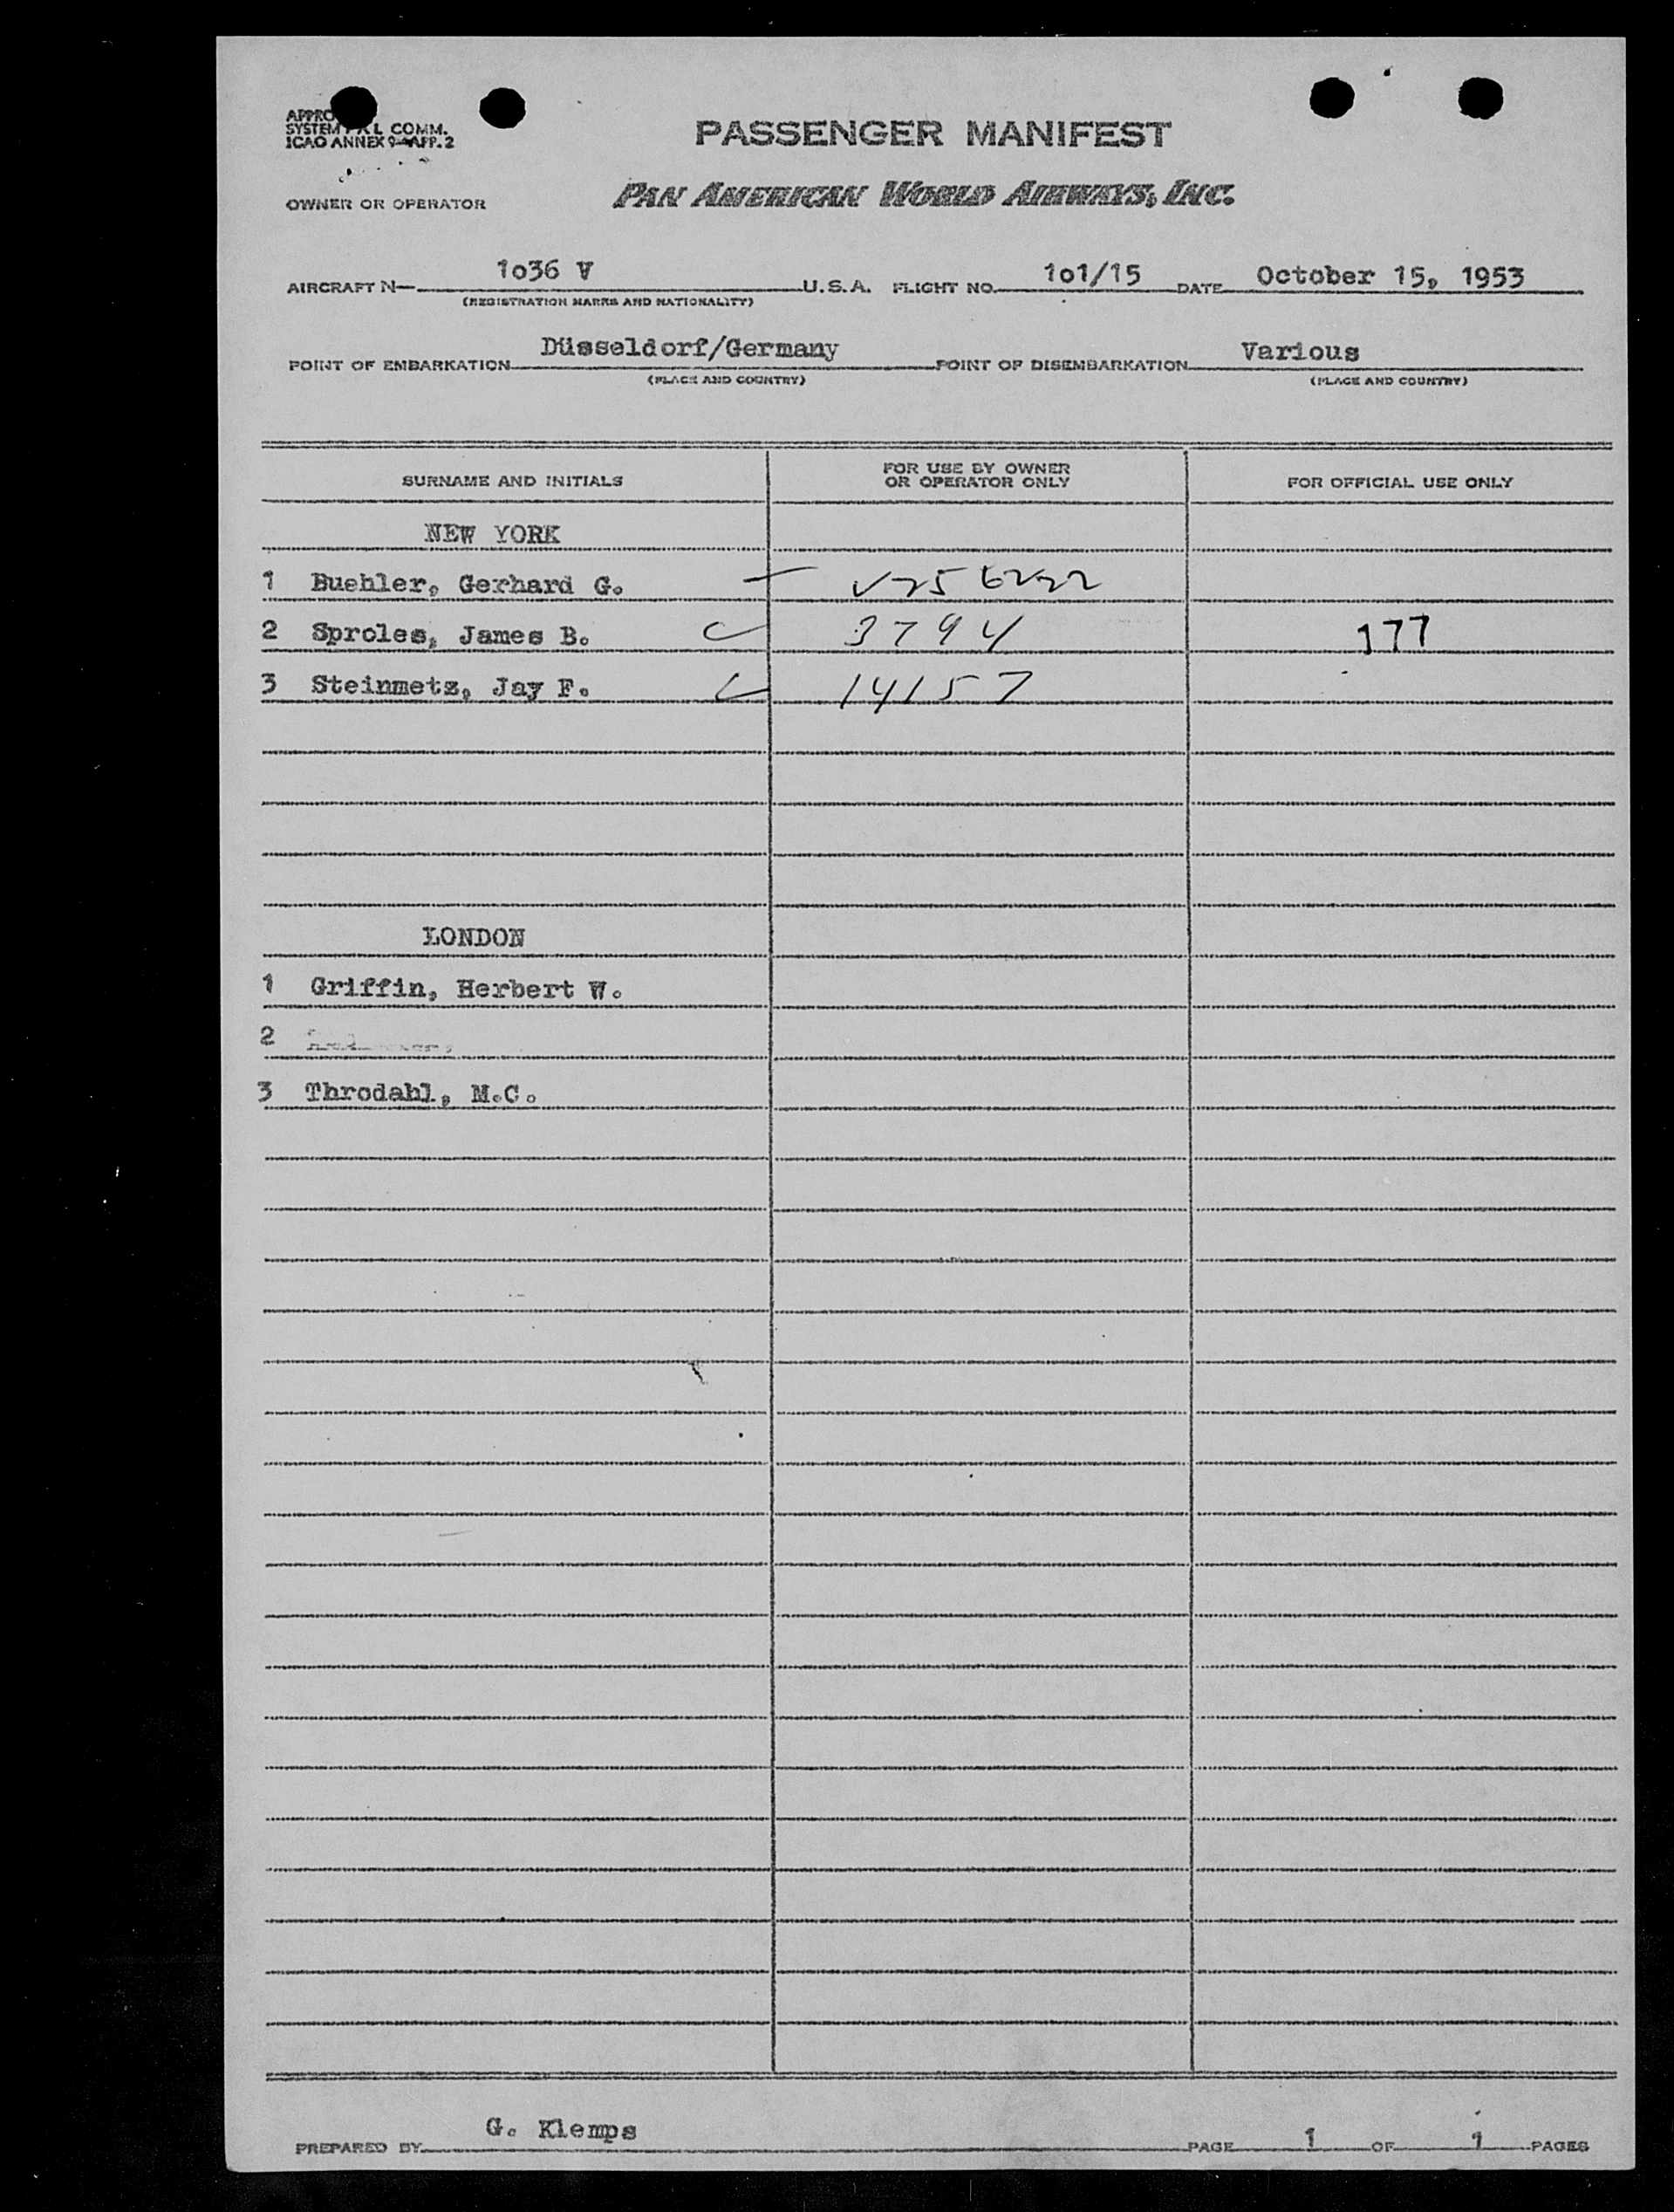 APPRO
SYSTEM L COMM.
ICAO ANNEX 9-APP. 2
PASSENGER MANIFEST
OWNER OR OPERATOR PAN AMERICAN WORLD AIRWAYS, INC.
AIRCRAFT N- 1o36 V U.S.A. FLIGHT NO. 1o1/15 DATE October 15, 1953
(REGISTRATION MARKS AND NATIONALITY)
POINT OF EMBARKATION Düsseldorf/Germany POINT OF DISEMBARKATION Various
(PLACE AND COUNTRY) (PLACE AND COUNTRY)
SURNAME AND INITIALS FOR USE BY OWNER OR OPERATOR ONLY FOR OFFICIAL USE ONLY
NEW YORK
1 Buehler, Gerhard G.
2 Sproles, James B. 3794 177
3 Steinmetz, Jay F. 14157
LONDON
1 Griffin, Herbert W.
2
3 Throdahl, M.C.
PREPARED BY G. Klemps PAGE 1 OF 1 PAGES